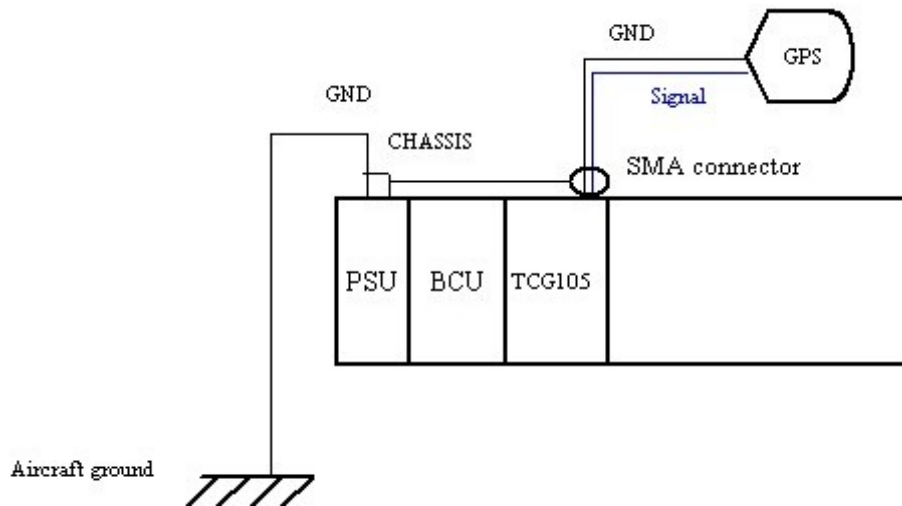 GND
GPS
Signal
GND
CHASSIS
SMA connector
PSU
BCU
TCG105
Aircraft ground